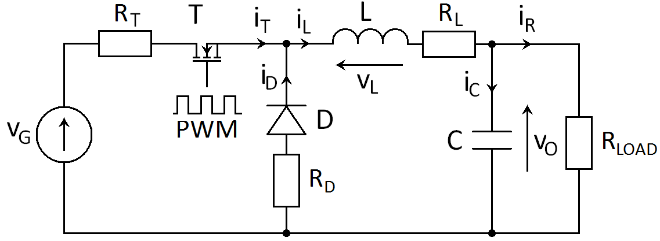 R_T T i_T i_L L R_L i_R
v_G PWM i_D D v_L i_C C v_O R_LOAD
R_D